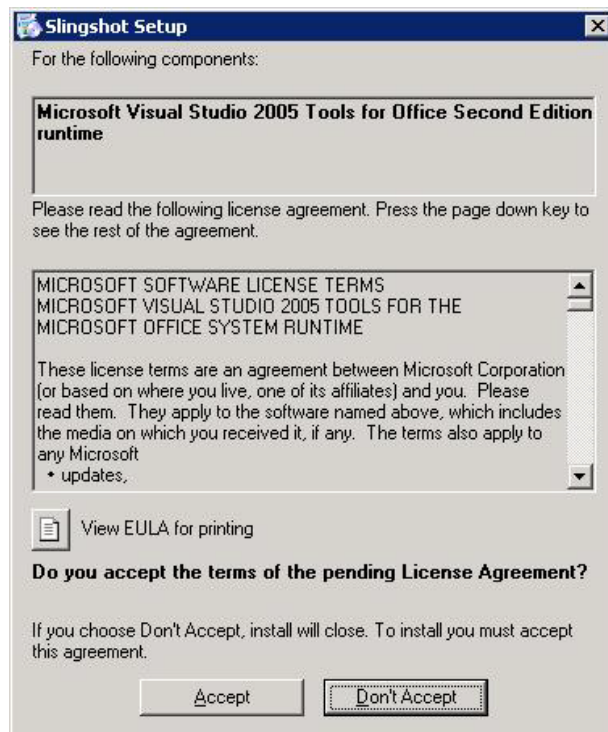 Slingshot Setup
For the following components:
Microsoft Visual Studio 2005 Tools for Office Second Edition
runtime
Please read the following license agreement. Press the page down key to
see the rest of the agreement.
MICROSOFT SOFTWARE LICENSE TERMS
MICROSOFT VISUAL STUDIO 2005 TOOLS FOR THE
MICROSOFT OFFICE SYSTEM RUNTIME
These license terms are an agreement between Microsoft Corporation
(or based on where you live, one of its affiliates) and you. Please
read them. They apply to the software named above, which includes
the media on which you received it, if any. The terms also apply to
any Microsoft
• updates,
View EULA for printing
Do you accept the terms of the pending License Agreement?
If you choose Don't Accept, install will close. To install you must accept
this agreement.
Accept
Don't Accept